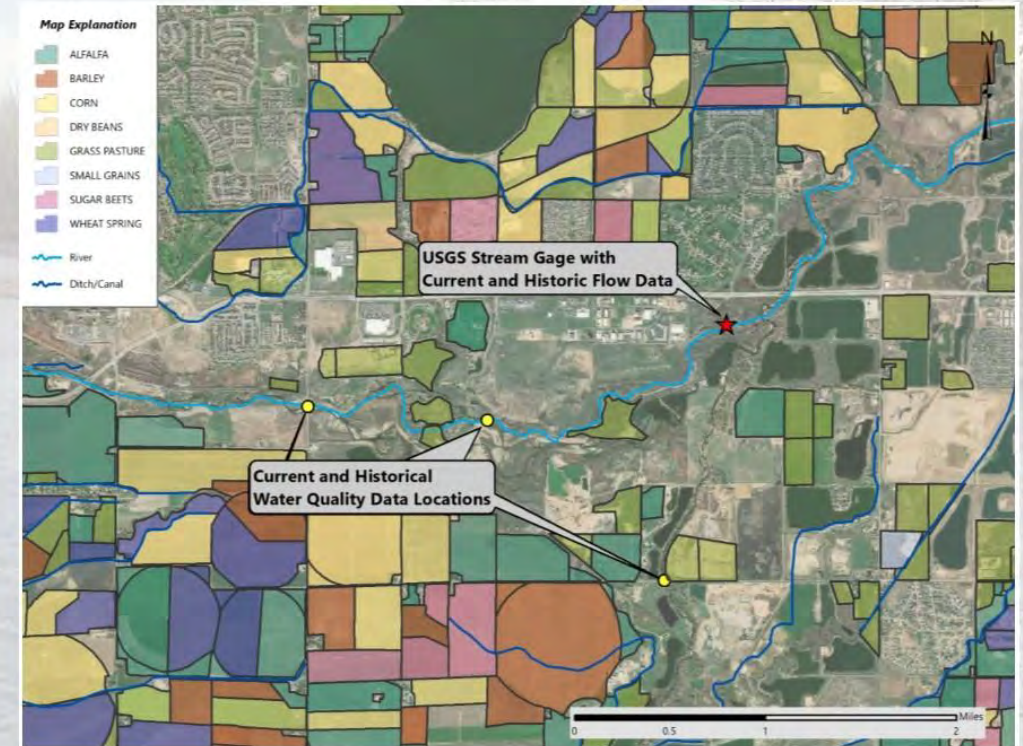 Map Explanation
ALFALFA
BARLEY
CORN
DRY BEANS
GRASS PASTURE
SMALL GRAINS
SUGAR BEETS
WHEAT SPRING
River
Ditch/Canal
N
USGS Stream Gage with
Current and Historic Flow Data
Current and Historical
Water Quality Data Locations
Miles
0 0.5 1 2